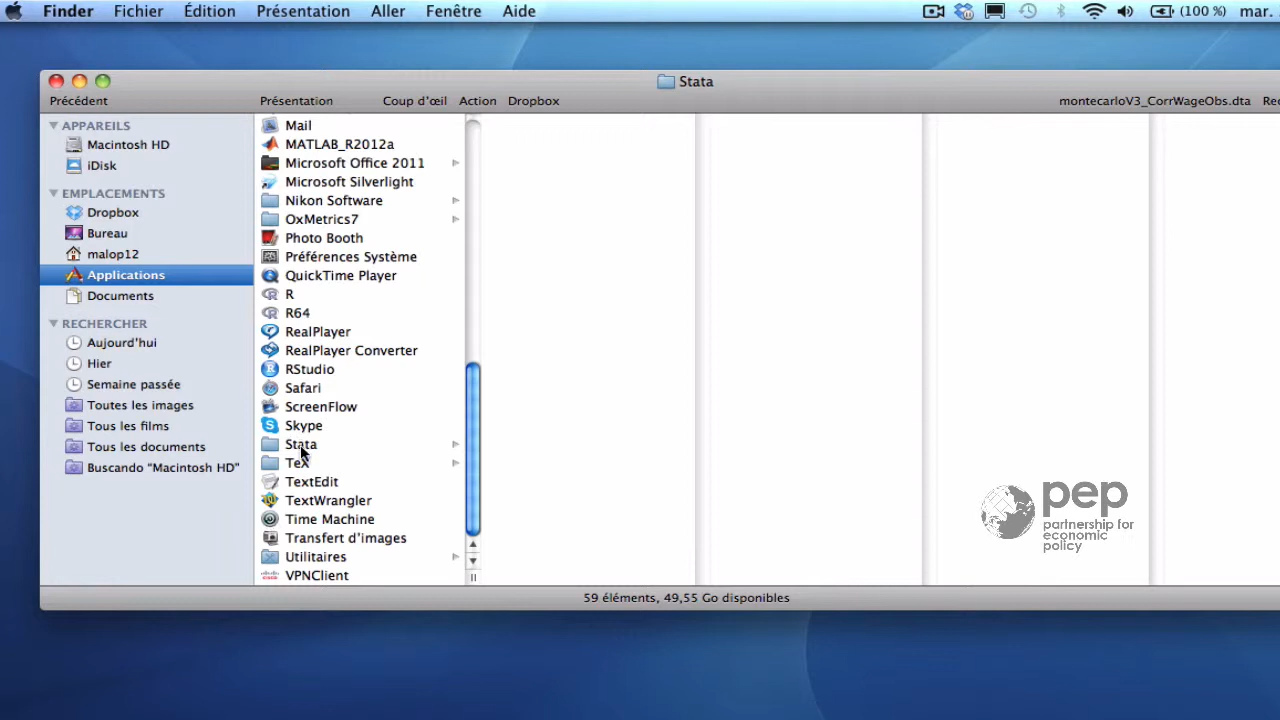 Finder Fichier Édition Présentation Aller Fenêtre Aide (100 %) mar.
Stata
Précédent Présentation Coup d'œil Action Dropbox montecarloV3_CorrWageObs.dta Rec
APPAREILS
Macintosh HD
iDisk
EMPLACEMENTS
Dropbox
Bureau
malop12
Applications
Documents
RECHERCHER
Aujourd'hui
Hier
Semaine passée
Toutes les images
Tous les films
Tous les documents
Buscando "Macintosh HD"
Mail
MATLAB_R2012a
Microsoft Office 2011
Microsoft Silverlight
Nikon Software
OxMetrics7
Photo Booth
Préférences Système
QuickTime Player
R
R64
RealPlayer
RealPlayer Converter
RStudio
Safari
ScreenFlow
Skype
Stata
TeX
TextEdit
TextWrangler
Time Machine
Transfert d'images
Utilitaires
VPNClient
pep
partnership for
economic
policy
59 éléments, 49,55 Go disponibles